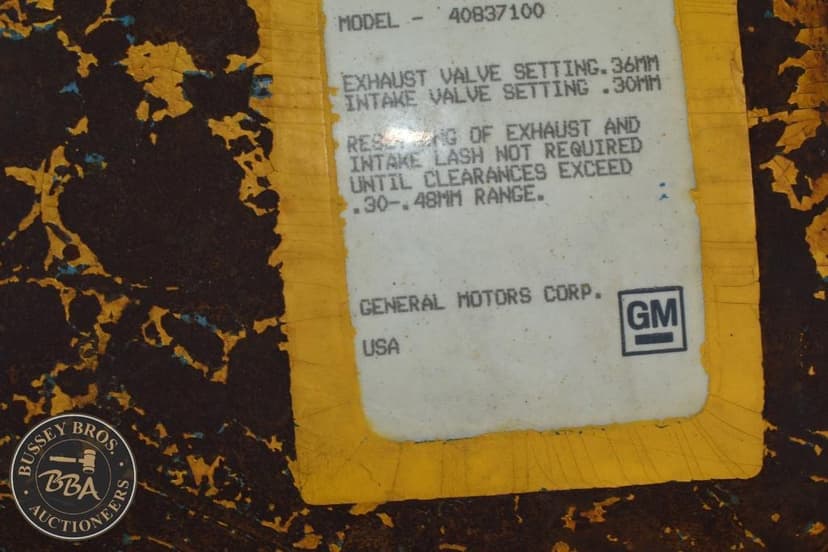 MODEL - 40837100
EXHAUST VALVE SETTING.36MM
INTAKE VALVE SETTING .30MM
OF EXHAUST AND
INTAKE LASH NOT REQUIRED
UNTIL CLEARANCES EXCEED
.30-.48MM RANGE.
GENERAL MOTORS CORP.
GM
USA
BUSSEY BROS.
BBA
AUCTIONEERS